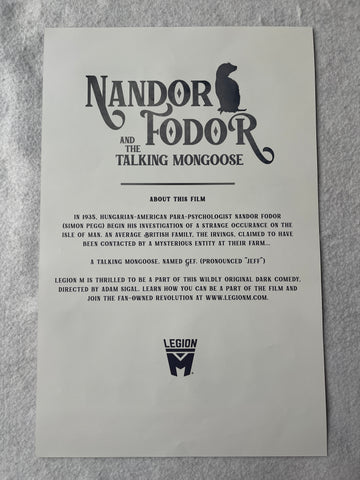 NANDOR
AND THE
FODOR
TALKING MONGOOSE
ABOUT THIS FILM
IN 1935, HUNGARIAN-AMERICAN PARA-PSYCHOLOGIST NANDOR FODOR
(SIMON PEGG) BEGIN HIS INVESTIGATION OF A STRANGE OCCURANCE ON THE
ISLE OF MAN. AN AVERAGE BRITISH FAMILY, THE IRVINGS, CLAIMED TO HAVE
BEEN CONTACTED BY A MYSTERIOUS ENTITY AT THEIR FARM...
A TALKING MONGOOSE, NAMED GEF. (PRONOUNCED "JEFF")
LEGION M IS THRILLED TO BE A PART OF THIS WILDLY ORIGINAL DARK COMEDY,
DIRECTED BY ADAM SIGAL. LEARN HOW YOU CAN BE A PART OF THE FILM AND
JOIN THE FAN-OWNED REVOLUTION AT WWW.LEGIONM.COM.
LEGION
M